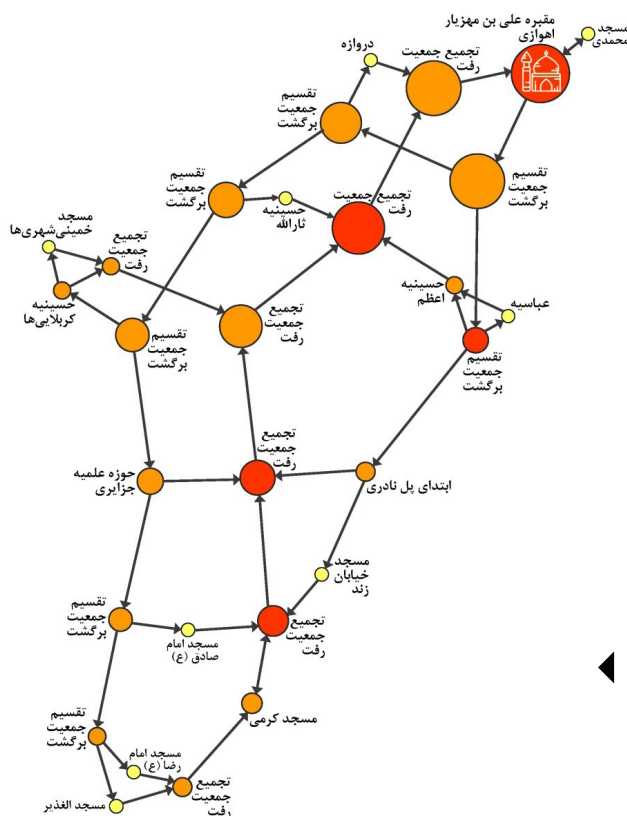 مقبره علی بن مهزیار
اهوازی
مسجد
محمدی
تجمیع جمعیت
رفت
دروازه
تقسیم
جمعیت
برگشت
تقسیم
جمعیت
برگشت
تقسیم
جمعیت
برگشت
حسینیه
ثارالله
تجمیع جمعیت
رفت
مسجد
خمینی‌شهری‌ها
تجمیع
جمعیت
رفت
حسینیه
کربلایی‌ها
تقسیم
جمعیت
برگشت
تجمیع
جمعیت
رفت
حسینیه
اعظم
عباسیه
تقسیم
جمعیت
برگشت
تجمیع
جمعیت
رفت
حوزه علمیه
جزایری
ابتدای پل نادری
مسجد
خیابان
زند
تقسیم
جمعیت
برگشت
مسجد امام
صادق (ع)
تجمیع
جمعیت
رفت
مسجد کرمی
تقسیم
جمعیت
برگشت
مسجد امام
رضا (ع)
تجمیع
جمعیت
رفت
مسجد الغذیر